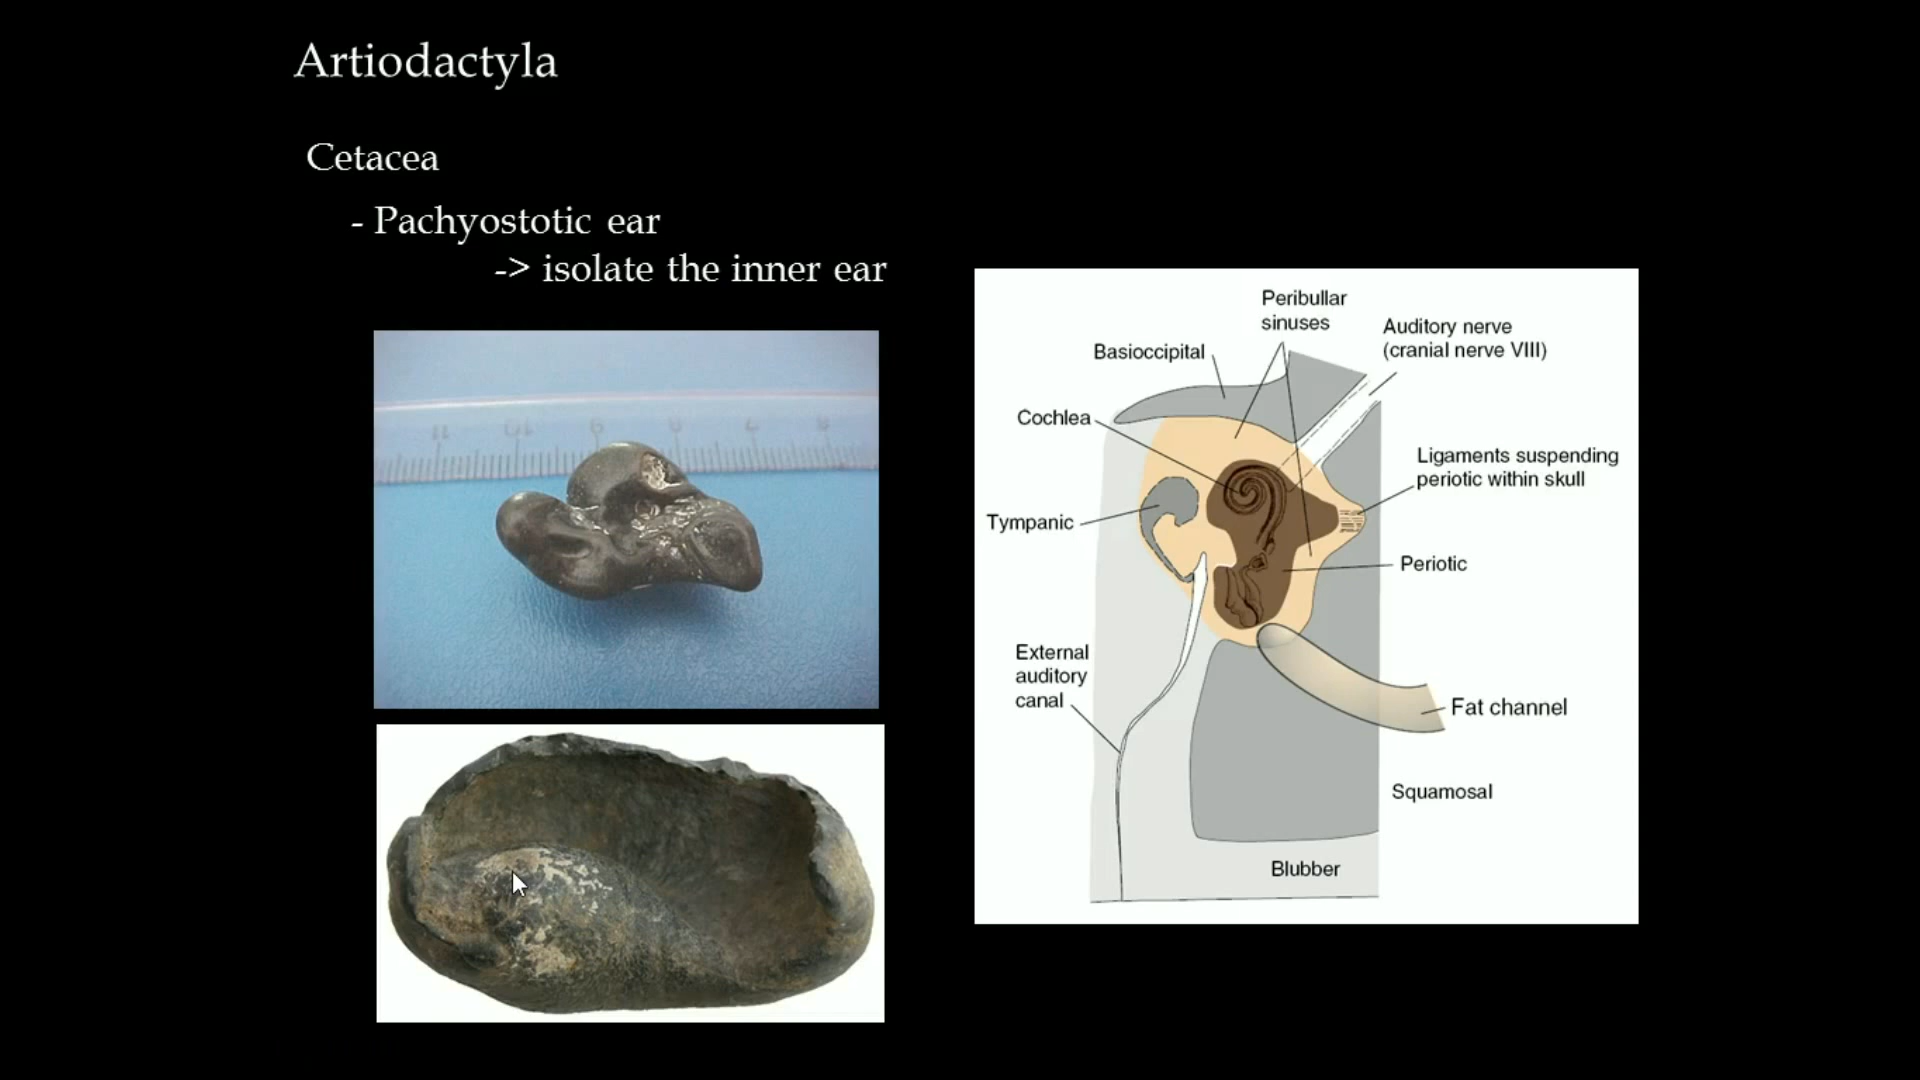 Artiodactyla
Cetacea
- Pachyostotic ear
-> isolate the inner ear
Peribullar
sinuses
Auditory nerve
(cranial nerve VIII)
Basioccipital
Cochlea
Ligaments suspending
periotic within skull
Tympanic
Periotic
External
auditory
canal
Fat channel
Squamosal
Blubber